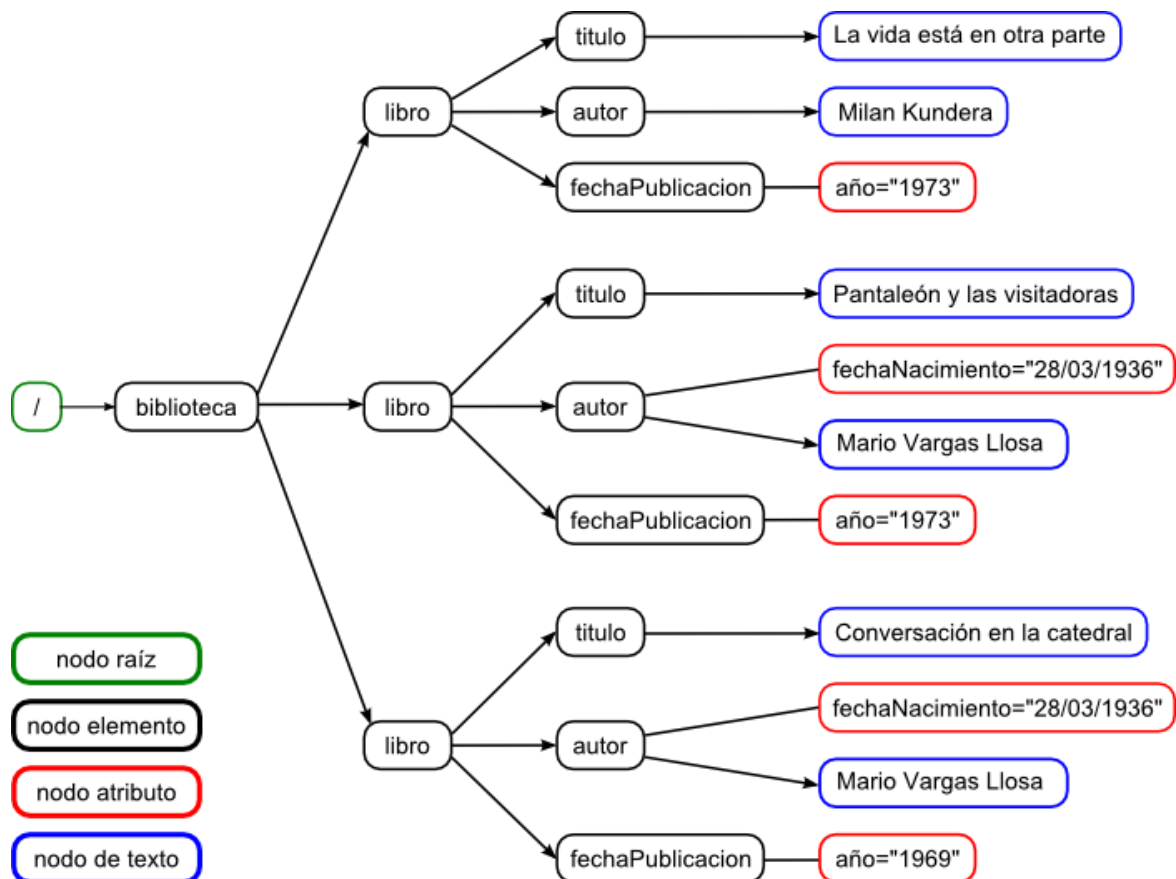 titulo
La vida está en otra parte
libro
autor
Milan Kundera
fechaPublicacion
año="1973"
titulo
Pantaleón y las visitadoras
fechaNacimiento="28/03/1936"
/
biblioteca
libro
autor
Mario Vargas Llosa
fechaPublicacion
año="1973"
titulo
Conversación en la catedral
fechaNacimiento="28/03/1936"
libro
autor
Mario Vargas Llosa
fechaPublicacion
año="1969"
nodo raíz
nodo elemento
nodo atributo
nodo de texto